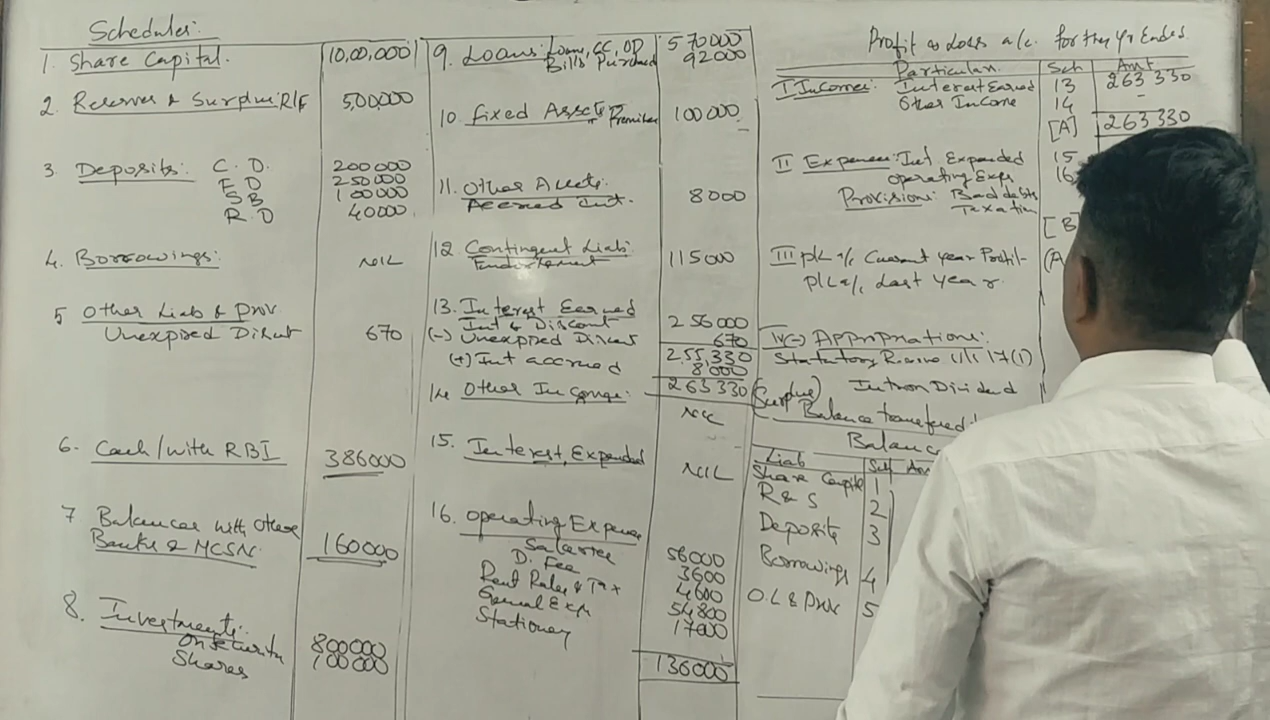 Schedules:
1. Share Capital. 10,00,000
2. Reserves & Surplus: R/F 5,00,000
3. Deposits: C.D. 200000
F D 250000
S B 100000
R.D 40000
4. Borrowings: NIL
5 Other Liab & Prov.
Unexpired Discut 670
6. Cash/with RBI 386000
7 Balances with other
Banks & MCSN. 160000
8. Investments:
Shares 100000
800000
9. Loans: Loans, CC, OD 570000
Bills Purchased 92000
10 Fixed Assets Premises 100000
11. Other Assets:
Accrued Int. 8000
12 Contingent Liab:
Endorsement 115000
13. Interest Earned
Int & Discount 256000
(-) Unexpired Discut 670
2,55,330
(+) Int accrued 8000
263330
14 Other Income: NIL
15. Interest Expended NIL
16. Operating Expense
Salaries 56000
D. Fee 3600
Rent Rates & Tax 4600
General Exp 54800
Stationery 17000
136000
Profit & Loss a/c. for the Yr Ended.
Particulars Sch Amt
I Income: Interest Earned 13 263330
Other Income 14 -
[A] 263330
II Expenses: Int. Expended 15
Operating Exps 16
Provisions: Bad debts
Taxation
[B]
III P/L a/c Current year Profit (A
P/L a/c Last Year
IV (-) Appropriations:
Statutory Reserve 
Interim Dividend
(Surplus) Balance transferred
Balanc
Liab Sch Am
Share Capital 1
R & S 2
Deposits 3
Borrowings 4
O.L & Prov 5